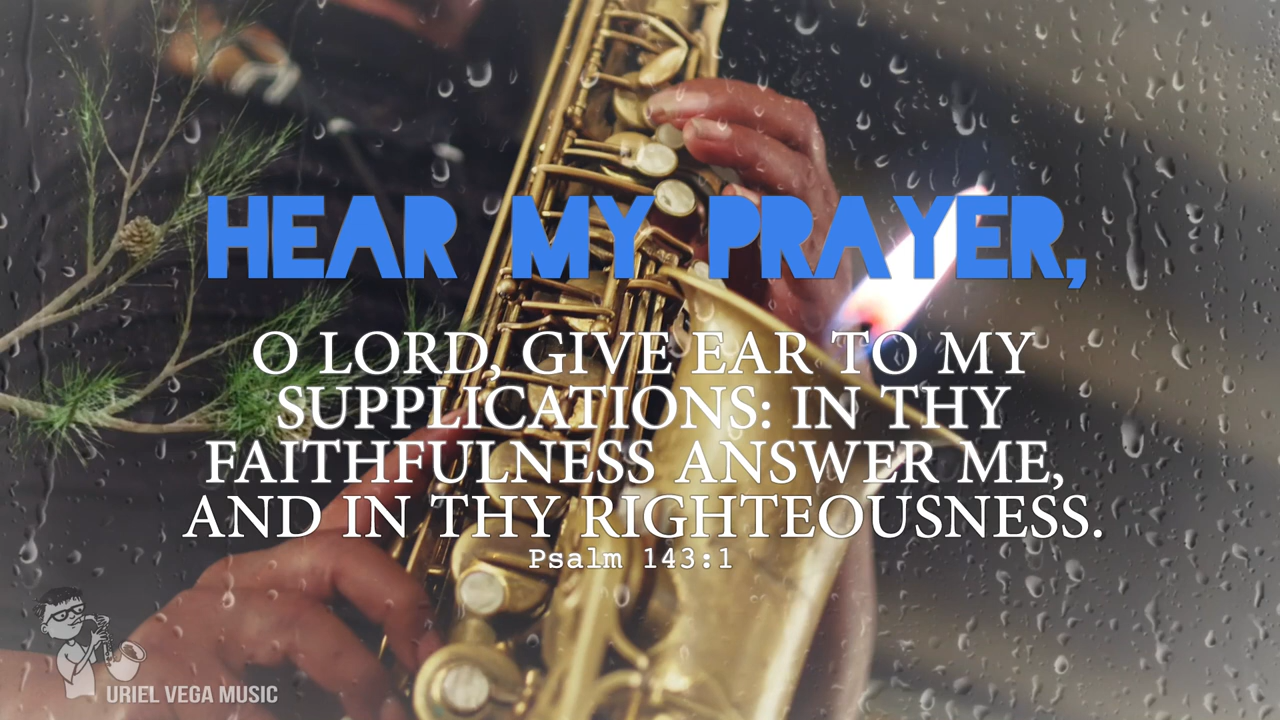 HEAR MY PRAYER,
O LORD, GIVE EAR TO MY
SUPPLICATIONS: IN THY
FAITHFULNESS ANSWER ME,
AND IN THY RIGHTEOUSNESS.
Psalm 143:1
URIEL VEGA MUSIC